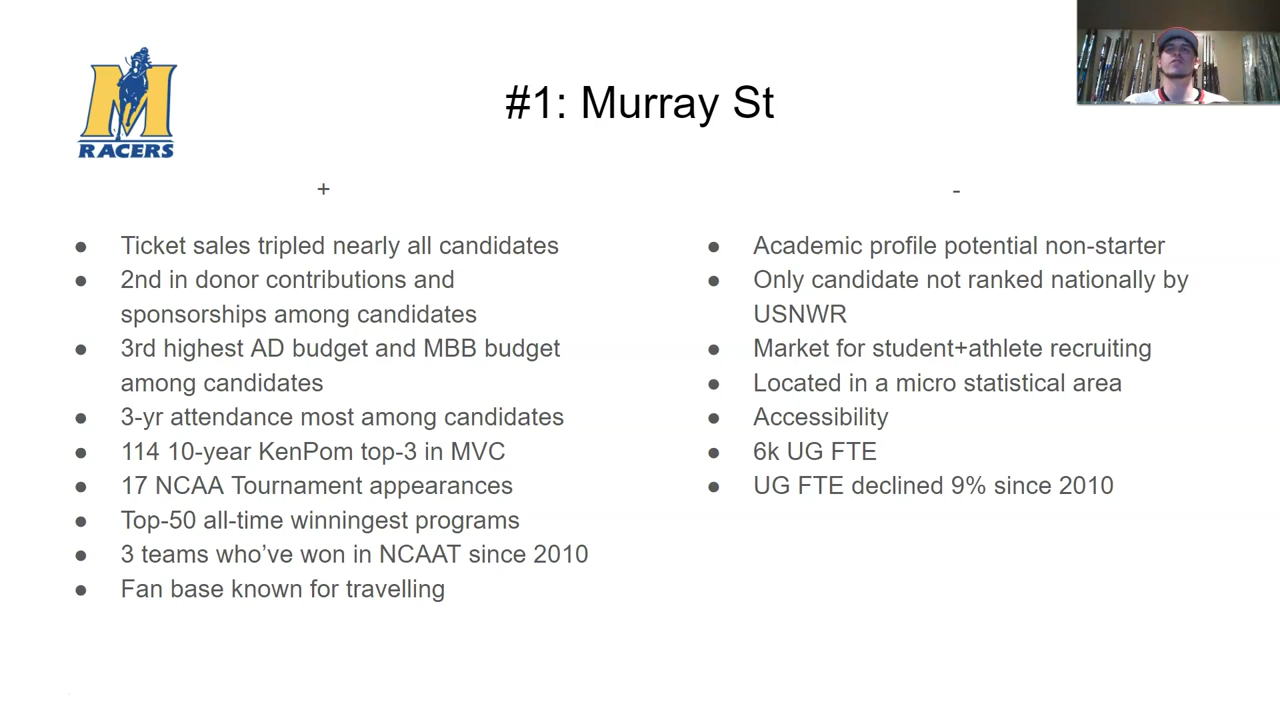 M
RACERS
#1: Murray St
+
● Ticket sales tripled nearly all candidates
● 2nd in donor contributions and
sponsorships among candidates
● 3rd highest AD budget and MBB budget
among candidates
● 3-yr attendance most among candidates
● 114 10-year KenPom top-3 in MVC
● 17 NCAA Tournament appearances
● Top-50 all-time winningest programs
● 3 teams who’ve won in NCAAT since 2010
● Fan base known for travelling
-
● Academic profile potential non-starter
● Only candidate not ranked nationally by
USNWR
● Market for student+athlete recruiting
● Located in a micro statistical area
● Accessibility
● 6k UG FTE
● UG FTE declined 9% since 2010